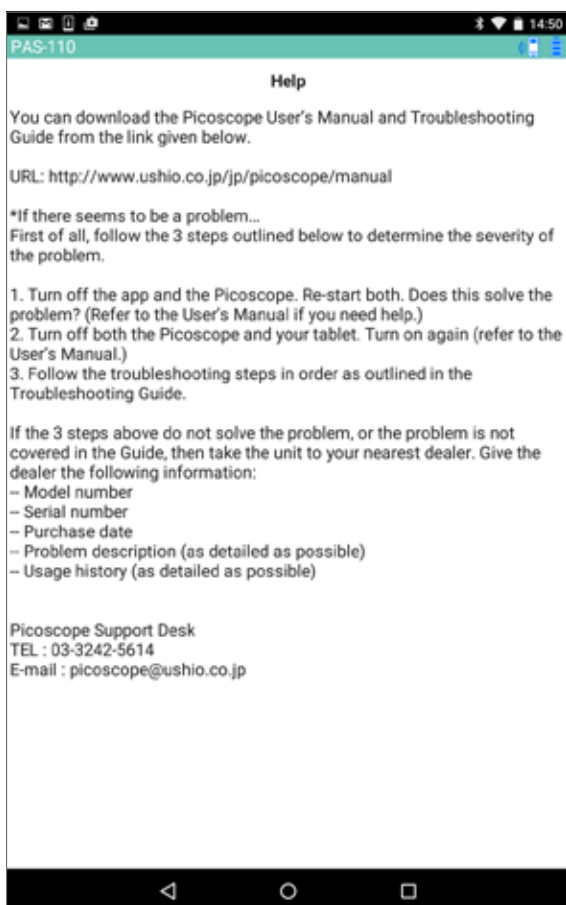 14:50
PAS-110
Help
You can download the Picoscope User's Manual and Troubleshooting
Guide from the link given below.
URL: http://www.ushio.co.jp/jp/picoscope/manual
*If there seems to be a problem...
First of all, follow the 3 steps outlined below to determine the severity of
the problem.
1. Turn off the app and the Picoscope. Re-start both. Does this solve the
problem? (Refer to the User's Manual if you need help.)
2. Turn off both the Picoscope and your tablet. Turn on again (refer to the
User's Manual.)
3. Follow the troubleshooting steps in order as outlined in the
Troubleshooting Guide.
If the 3 steps above do not solve the problem, or the problem is not
covered in the Guide, then take the unit to your nearest dealer. Give the
dealer the following information:
-- Model number
-- Serial number
-- Purchase date
-- Problem description (as detailed as possible)
-- Usage history (as detailed as possible)
Picoscope Support Desk
TEL : 03-3242-5614
E-mail : picoscope@ushio.co.jp